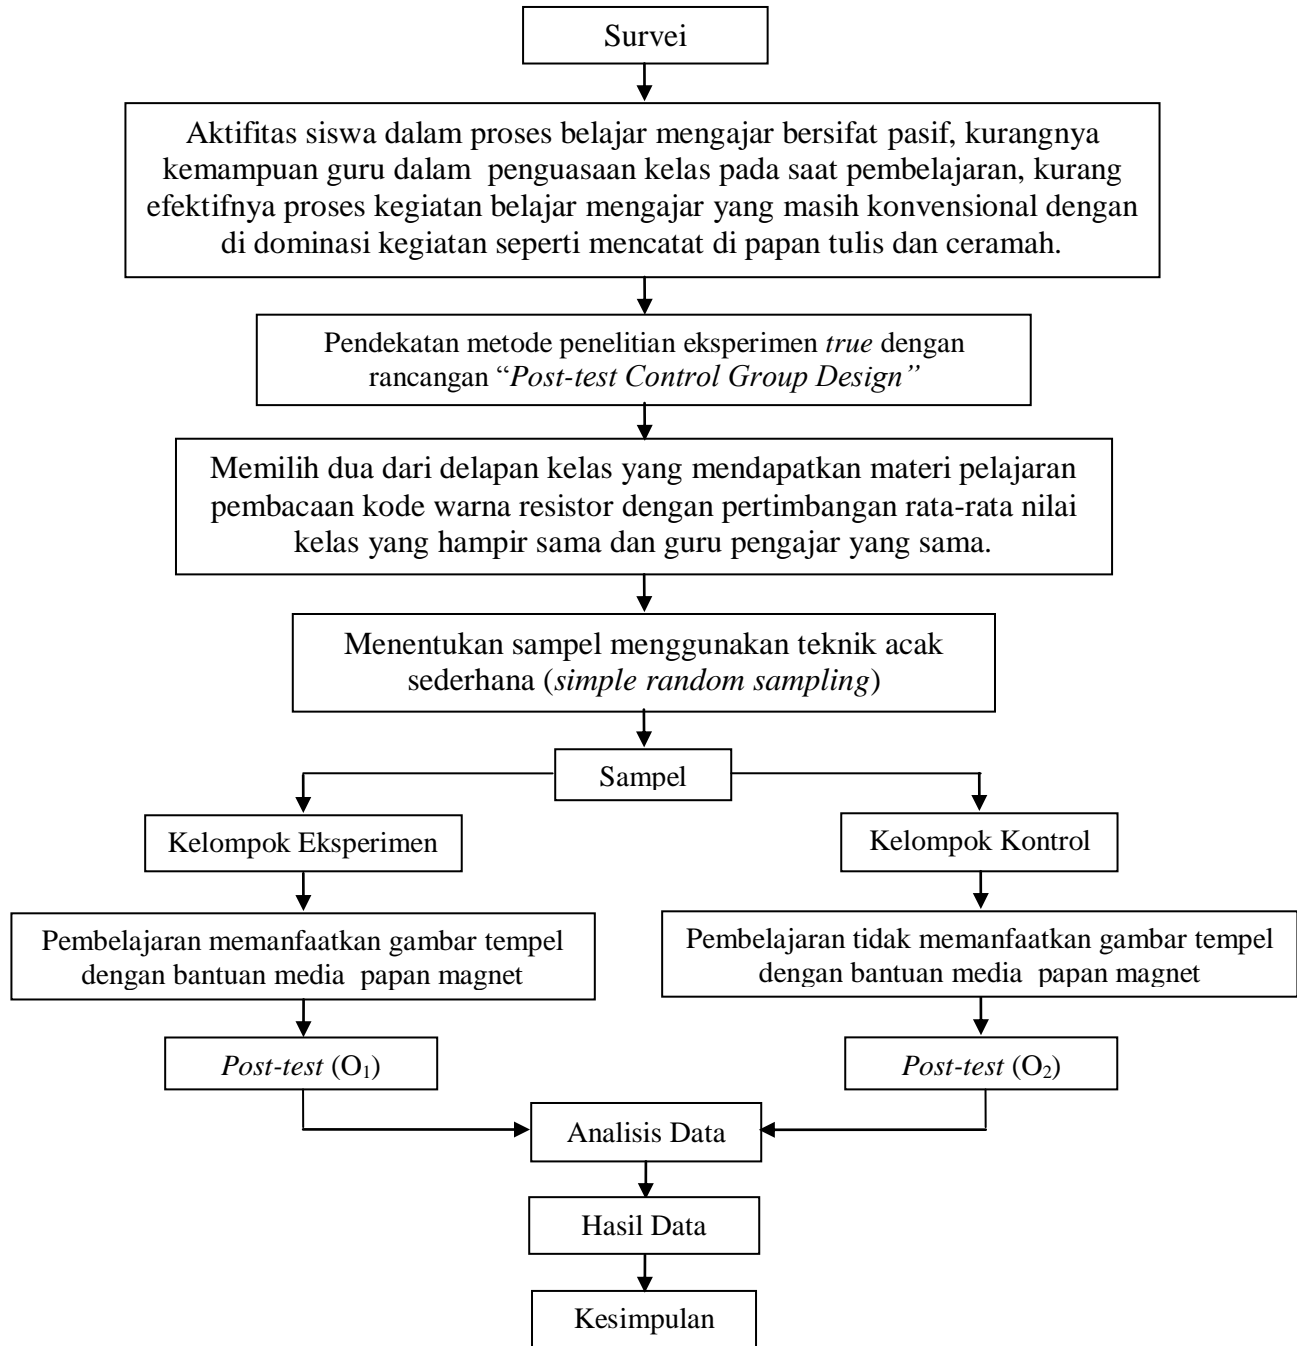 Survei
Aktifitas siswa dalam proses belajar mengajar bersifat pasif, kurangnya
kemampuan guru dalam penguasaan kelas pada saat pembelajaran, kurang
efektifnya proses kegiatan belajar mengajar yang masih konvensional dengan
di dominasi kegiatan seperti mencatat di papan tulis dan ceramah.
Pendekatan metode penelitian eksperimen true dengan
rancangan “Post-test Control Group Design”
Memilih dua dari delapan kelas yang mendapatkan materi pelajaran
pembacaan kode warna resistor dengan pertimbangan rata-rata nilai
kelas yang hampir sama dan guru pengajar yang sama.
Menentukan sampel menggunakan teknik acak
sederhana (simple random sampling)
Sampel
Kelompok Eksperimen
Kelompok Kontrol
Pembelajaran memanfaatkan gambar tempel
dengan bantuan media papan magnet
Pembelajaran tidak memanfaatkan gambar tempel
dengan bantuan media papan magnet
Post-test (O₁)
Post-test (O₂)
Analisis Data
Hasil Data
Kesimpulan